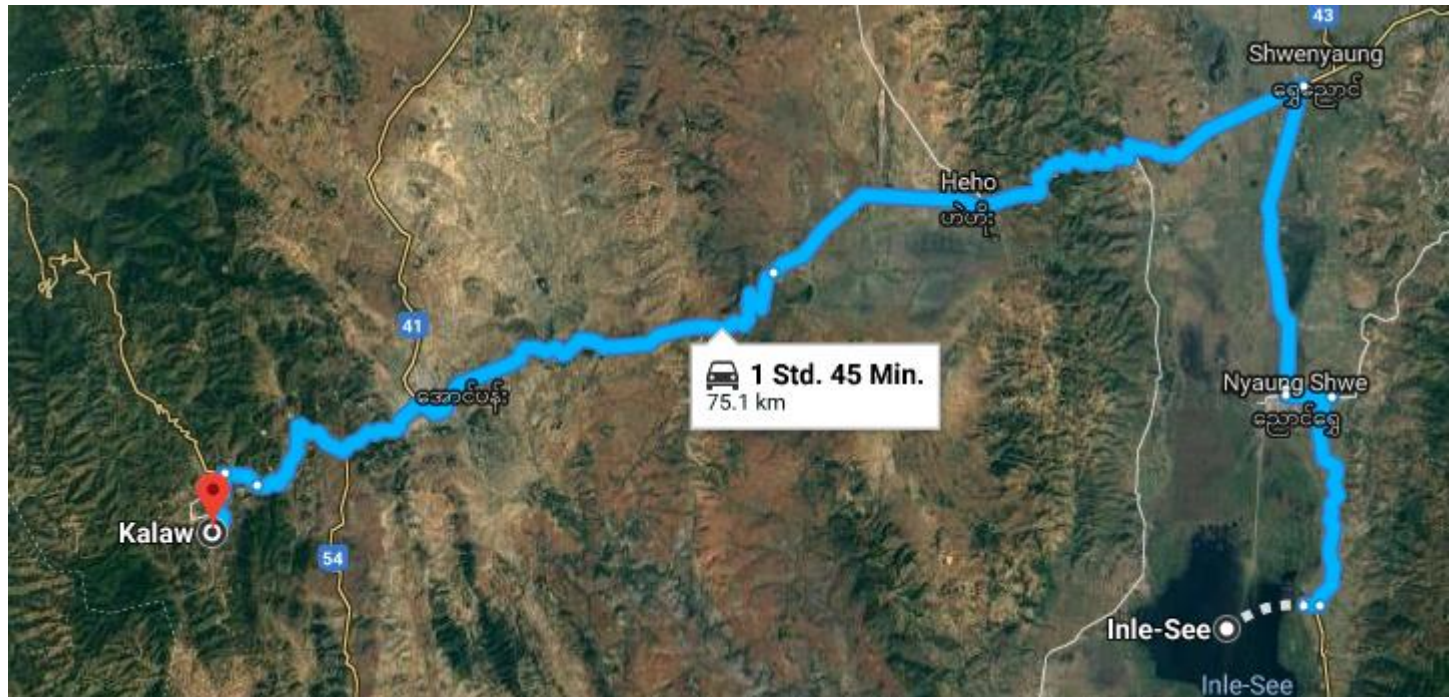 43
Shwenyaung
ရွှေညောင်
Heho
ဟဲဟိုး
41
1 Std. 45 Min.
75.1 km
အောင်ပန်း
Nyaung Shwe
ညောင်ရွှေ
Kalaw
54
Inle-See
Inle-See